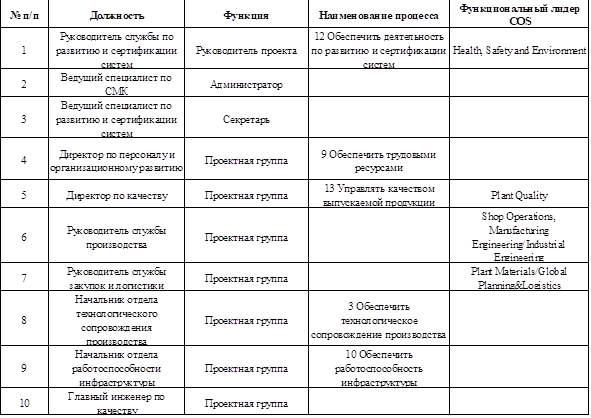 № п/п Должность Функция Наименование процесса Функциональный лидер
COS
1 Руководитель службы по
развитию и сертификации
систем Руководитель проекта 12 Обеспечить деятельность
по развитию и сертификации
систем Health, Safety and Environment
2 Ведущий специалист по
СМК Администратор
3 Ведущий специалист по
развитию и сертификации
систем Секретарь
4 Директор по персоналу и
организационному развитию Проектная группа 9 Обеспечить трудовыми
ресурсами
5 Директор по качеству Проектная группа 13 Управлять качеством
выпускаемой продукции Plant Quality
6 Руководитель службы
производства Проектная группа Shop Operations,
Manufacturing
Engineering/Industrial
Engineering
7 Руководитель службы
закупок и логистики Проектная группа Plant Materials/Global
Planning&Logistics
8 Начальник отдела
технологического
сопровождения
производства Проектная группа 3 Обеспечить
технологическое
сопровождение производства
9 Начальник отдела
работоспособности
инфраструктуры Проектная группа 10 Обеспечить
работоспособность
инфраструктуры
10 Главный инженер по
качеству Проектная группа